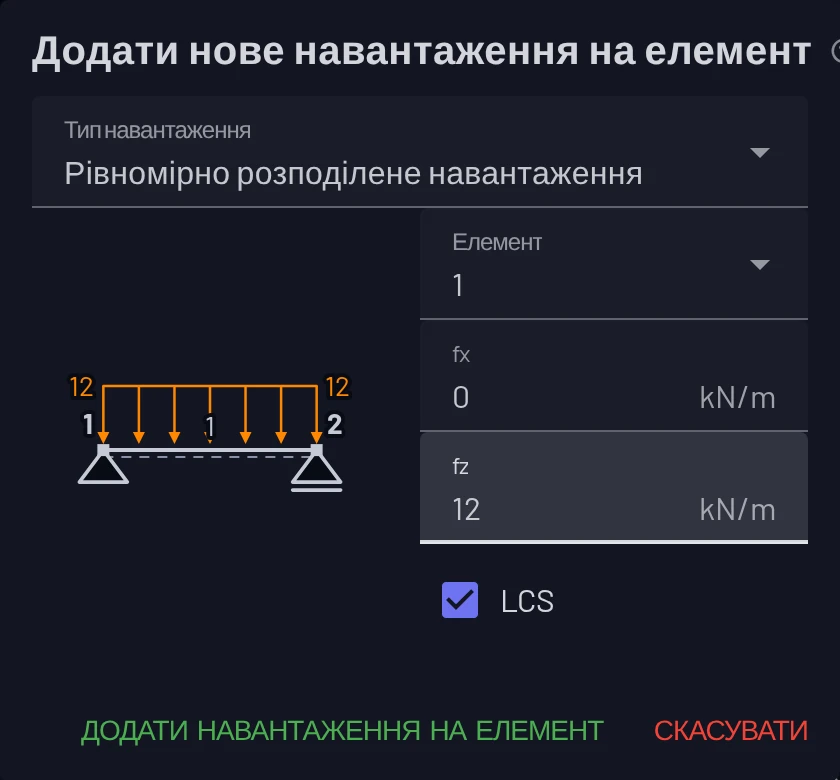 Додати нове навантаження на елемент
Тип навантаження
Рівномірно розподілене навантаження
Елемент
1
fx
0 kN/m
fz
12 kN/m
LCS
12 12
1 1 2
ДОДАТИ НАВАНТАЖЕННЯ НА ЕЛЕМЕНТ СКАСУВАТИ